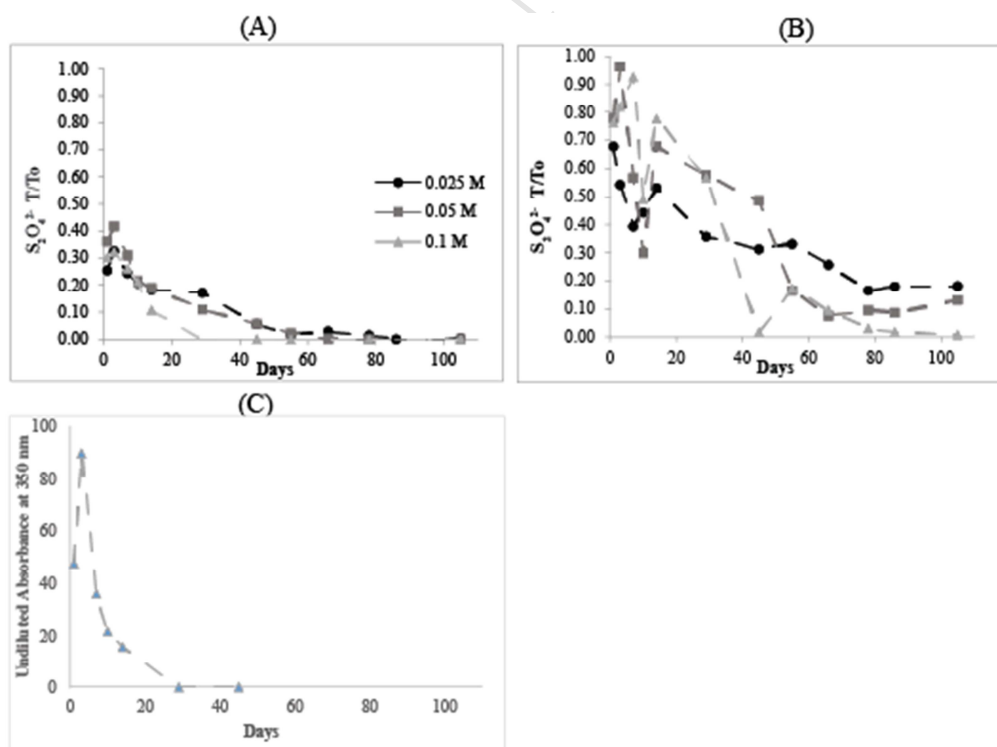 (A)
S₂O₄²⁻ T/To
1.00
0.90
0.80
0.70
0.60
0.50
0.40
0.30
0.20
0.10
0.00
0 20 40 60 80 100
Days
0.025 M
0.05 M
0.1 M
(B)
S₂O₄²⁻ T/To
1.00
0.90
0.80
0.70
0.60
0.50
0.40
0.30
0.20
0.10
0.00
0 20 40 60 80 100
Days
(C)
Undiluted Absorbance at 350 nm
100
80
60
40
20
0
0 20 40 60 80 100
Days